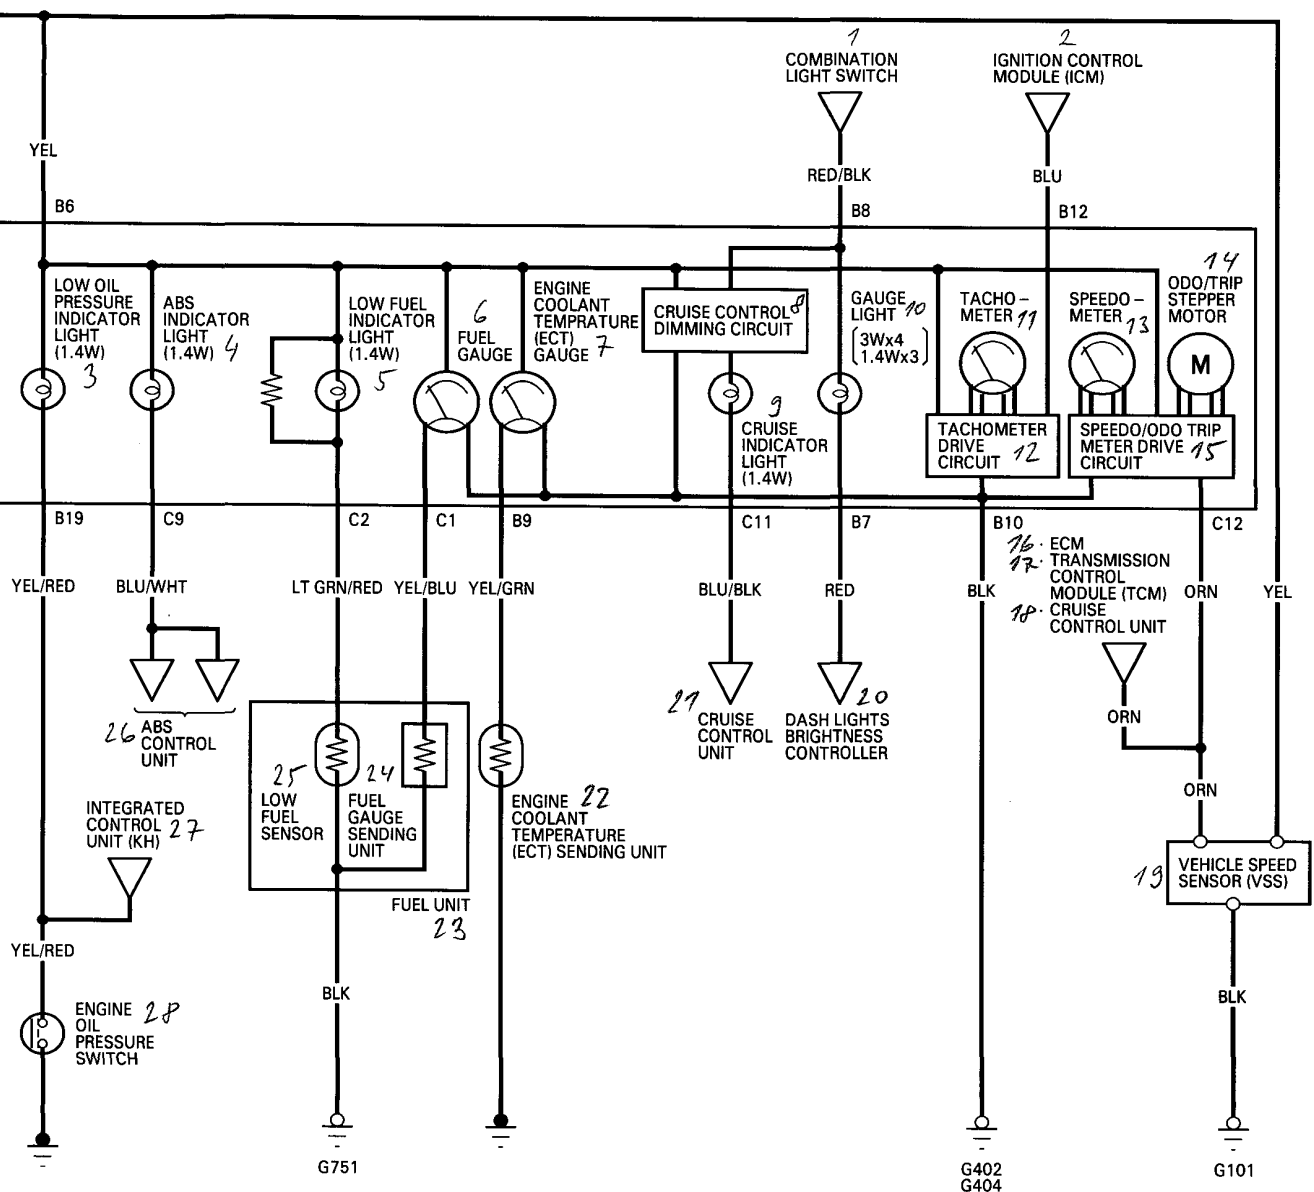 1
COMBINATION
LIGHT SWITCH
2
IGNITION CONTROL
MODULE (ICM)
YEL
RED/BLK
BLU
B6
B8
B12
LOW OIL
PRESSURE
INDICATOR
LIGHT
(1.4W)
3
ABS
INDICATOR
LIGHT
(1.4W) 4
LOW FUEL
INDICATOR
LIGHT
(1.4W)
5
6
FUEL
GAUGE
ENGINE
COOLANT
TEMPRATURE
(ECT)
GAUGE 7
CRUISE CONTROL 8
DIMMING CIRCUIT
9
CRUISE
INDICATOR
LIGHT
(1.4W)
GAUGE
LIGHT 10
3Wx4
1.4Wx3
TACHO-
METER 11
SPEEDO-
METER 13
14
ODO/TRIP
STEPPER
MOTOR
M
TACHOMETER
DRIVE
CIRCUIT 12
SPEEDO/ODO TRIP
METER DRIVE 15
CIRCUIT
B19
C9
C2
C1
B9
C11
B7
B10
C12
YEL/RED
BLU/WHT
LT GRN/RED
YEL/BLU
YEL/GRN
BLU/BLK
RED
BLK
16 · ECM
17 · TRANSMISSION
CONTROL
MODULE (TCM)
18 · CRUISE
CONTROL UNIT
ORN
YEL
ORN
ORN
26 ABS
CONTROL
UNIT
21 CRUISE
CONTROL
UNIT
20
DASH LIGHTS
BRIGHTNESS
CONTROLLER
25
LOW
FUEL
SENSOR
24
FUEL
GAUGE
SENDING
UNIT
ENGINE 22
COOLANT
TEMPERATURE
(ECT) SENDING UNIT
INTEGRATED
CONTROL
UNIT (KH) 27
FUEL UNIT
23
19
VEHICLE SPEED
SENSOR (VSS)
YEL/RED
BLK
BLK
ENGINE 28
OIL
PRESSURE
SWITCH
G751
G402
G404
G101